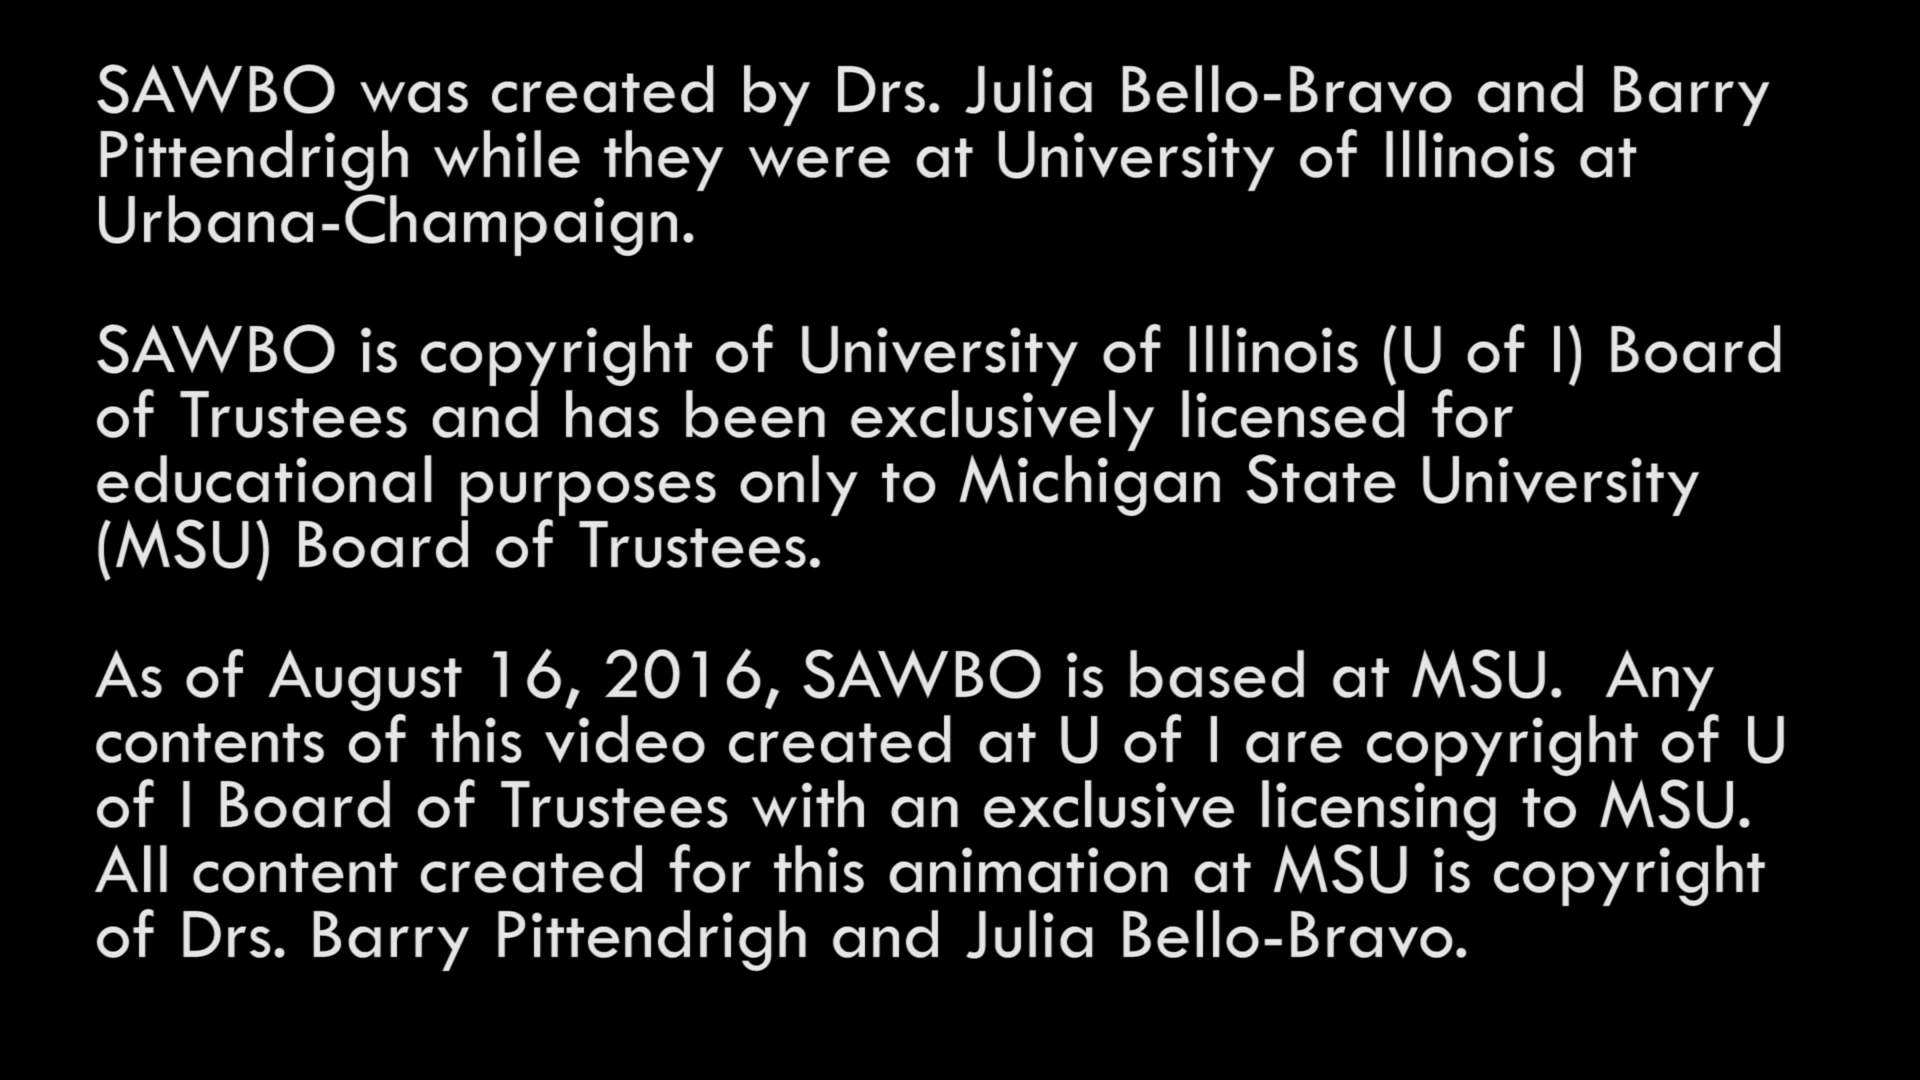 SAWBO was created by Drs. Julia Bello-Bravo and Barry
Pittendrigh while they were at University of Illinois at
Urbana-Champaign.
SAWBO is copyright of University of Illinois (U of I) Board
of Trustees and has been exclusively licensed for
educational purposes only to Michigan State University
(MSU) Board of Trustees.
As of August 16, 2016, SAWBO is based at MSU.  Any
contents of this video created at U of I are copyright of U
of I Board of Trustees with an exclusive licensing to MSU.
All content created for this animation at MSU is copyright
of Drs. Barry Pittendrigh and Julia Bello-Bravo.